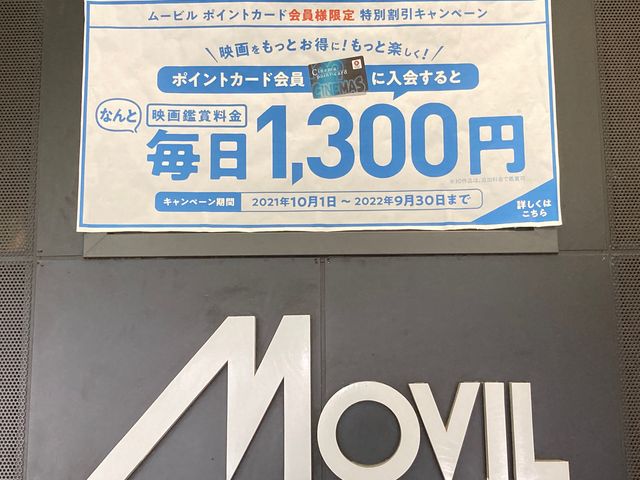 ムービル ポイントカード会員様限定 特別割引キャンペーン
映画をもっとお得に！もっと楽しく！
ポイントカード会員
Cinema
pointcard
CINEMAS
に入会すると
なんと
映画鑑賞料金
毎日1,300円
キャンペーン期間 2021年10月1日～2022年9月30日まで
詳しくは
こちら
MOVIL